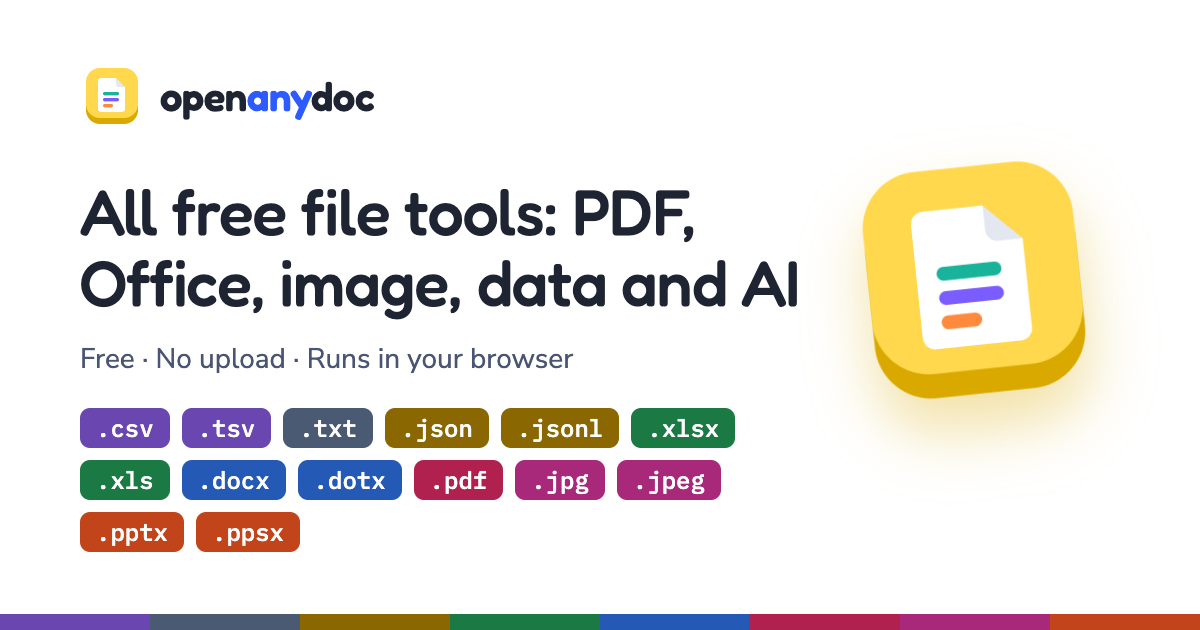 openanydoc
All free file tools: PDF,
Office, image, data and AI
Free · No upload · Runs in your browser
.csv .tsv .txt .json .jsonl .xlsx
.xls .docx .dotx .pdf .jpg .jpeg
.pptx .ppsx